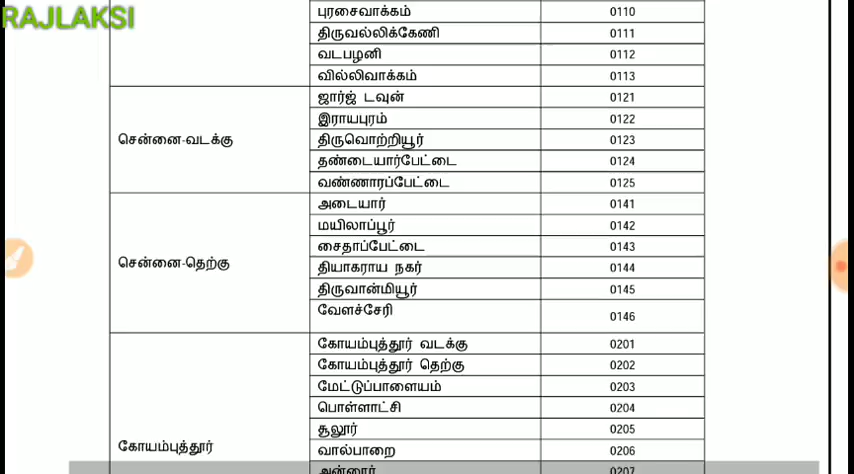 RAJLAKSI
புரசைவாக்கம் 0110
திருவல்லிக்கேணி 0111
வடபழனி 0112
வில்லிவாக்கம் 0113
சென்னை-வடக்கு
ஜார்ஜ் டவுன் 0121
இராயபுரம் 0122
திருவொற்றியூர் 0123
தண்டையார்பேட்டை 0124
வண்ணாரப்பேட்டை 0125
சென்னை-தெற்கு
அடையார் 0141
மயிலாப்பூர் 0142
சைதாப்பேட்டை 0143
தியாகராய நகர் 0144
திருவான்மியூர் 0145
வேளச்சேரி 0146
கோயம்புத்தூர்
கோயம்புத்தூர் வடக்கு 0201
கோயம்புத்தூர் தெற்கு 0202
மேட்டுப்பாளையம் 0203
பொள்ளாட்சி 0204
சூலூர் 0205
வால்பாறை 0206
அன்னூர் 0207